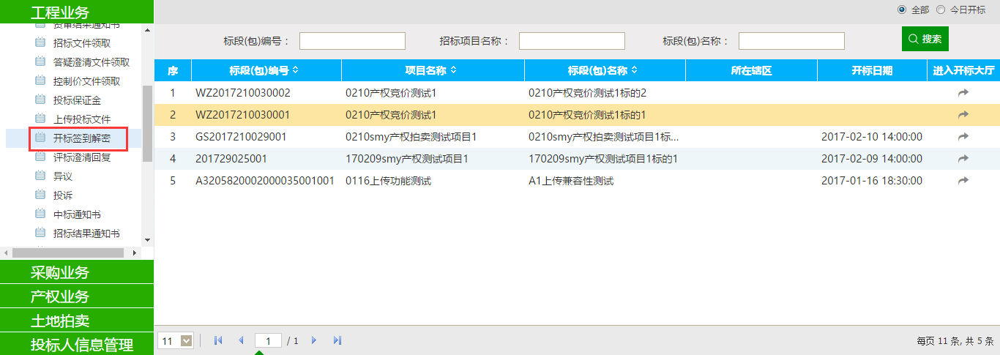 工程业务
资审结果通知书
招标文件领取
答疑澄清文件领取
控制价文件领取
投标保证金
上传投标文件
开标签到解密
评标澄清回复
异议
投诉
中标通知书
招标结果通知书
采购业务
产权业务
土地拍卖
投标人信息管理
全部 今日开标
标段(包)编号： 招标项目名称： 标段(包)名称： 搜索
序 标段(包)编号 项目名称 标段(包)名称 所在辖区 开标日期 进入开标大厅
1 WZ2017210030002 0210产权竞价测试1 0210产权竞价测试1标的2
2 WZ2017210030001 0210产权竞价测试1 0210产权竞价测试1标的1
3 GS2017210029001 0210smy产权拍卖测试项目1 0210smy产权拍卖测试项目1标... 2017-02-10 14:00:00
4 201729025001 170209smy产权测试项目1 170209smy产权测试项目1标的1 2017-02-09 14:00:00
5 A3205820002000035001001 0116上传功能测试 A1上传兼容性测试 2017-01-16 18:30:00
11 1 / 1 每页 11 条, 共 5 条